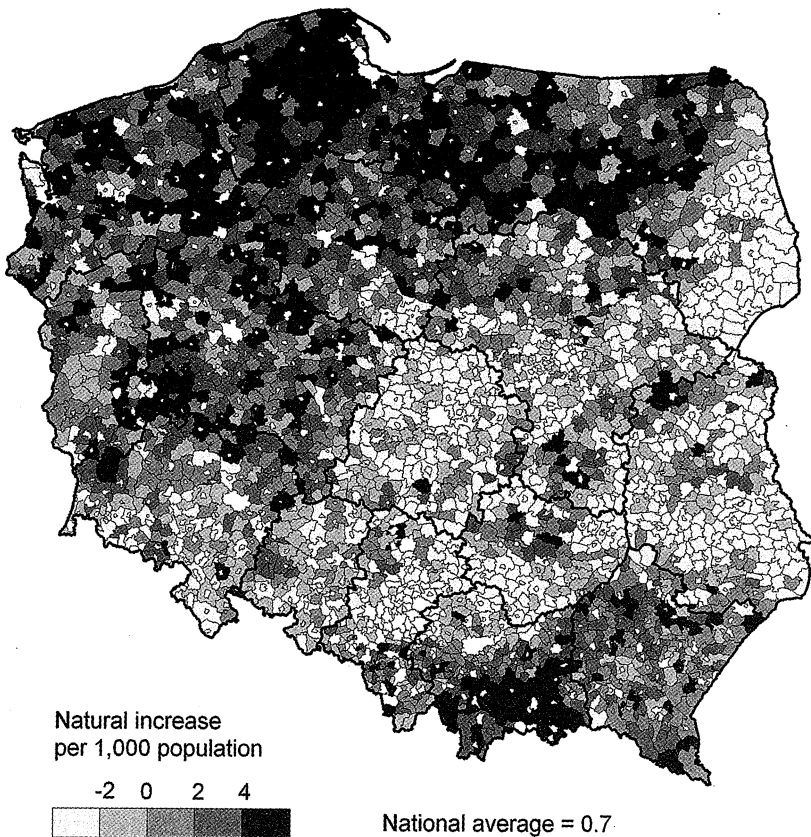 Natural increase
per 1,000 population
-2 0 2 4
National average = 0.7